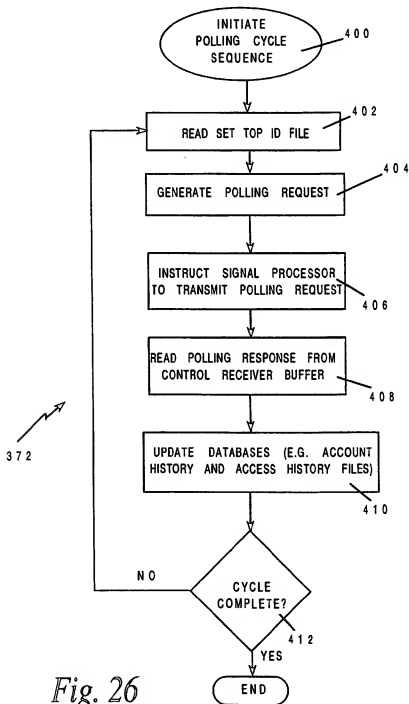 INITIATE
POLLING CYCLE
SEQUENCE
400
402
READ SET TOP ID FILE
404
GENERATE POLLING REQUEST
INSTRUCT SIGNAL PROCESSOR
TO TRANSMIT POLLING REQUEST
406
READ POLLING RESPONSE FROM
CONTROL RECEIVER BUFFER
408
372
UPDATE DATABASES (E.G. ACCOUNT
HISTORY AND ACCESS HISTORY FILES)
410
NO
CYCLE
COMPLETE?
412
YES
END
Fig. 26